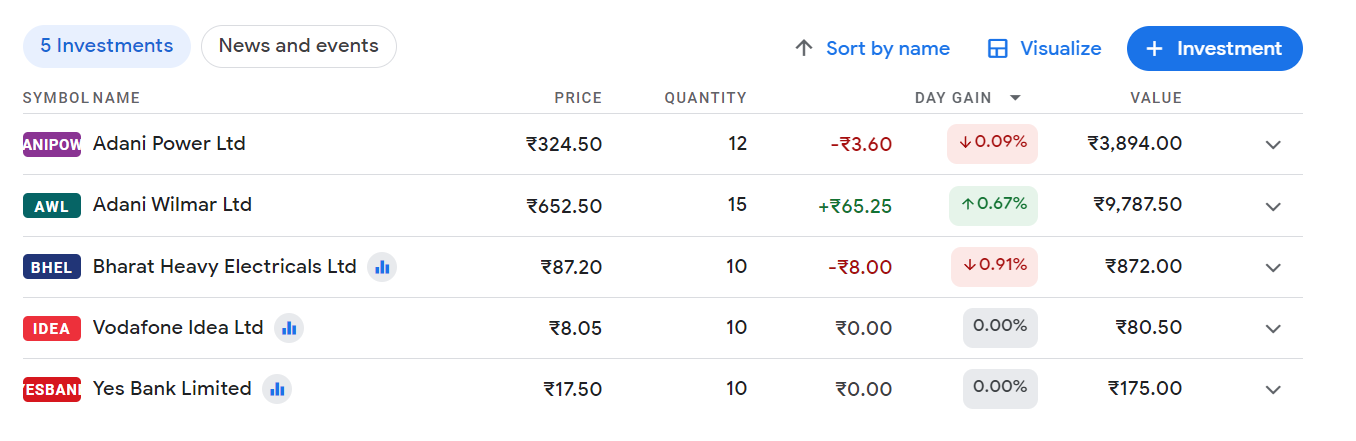 5 Investments News and events Sort by name Visualize + Investment
SYMBOL NAME PRICE QUANTITY DAY GAIN VALUE
ANIPOW Adani Power Ltd ₹324.50 12 -₹3.60 ↓0.09% ₹3,894.00
AWL Adani Wilmar Ltd ₹652.50 15 +₹65.25 ↑0.67% ₹9,787.50
BHEL Bharat Heavy Electricals Ltd ₹87.20 10 -₹8.00 ↓0.91% ₹872.00
IDEA Vodafone Idea Ltd ₹8.05 10 ₹0.00 0.00% ₹80.50
YESBANK Yes Bank Limited ₹17.50 10 ₹0.00 0.00% ₹175.00